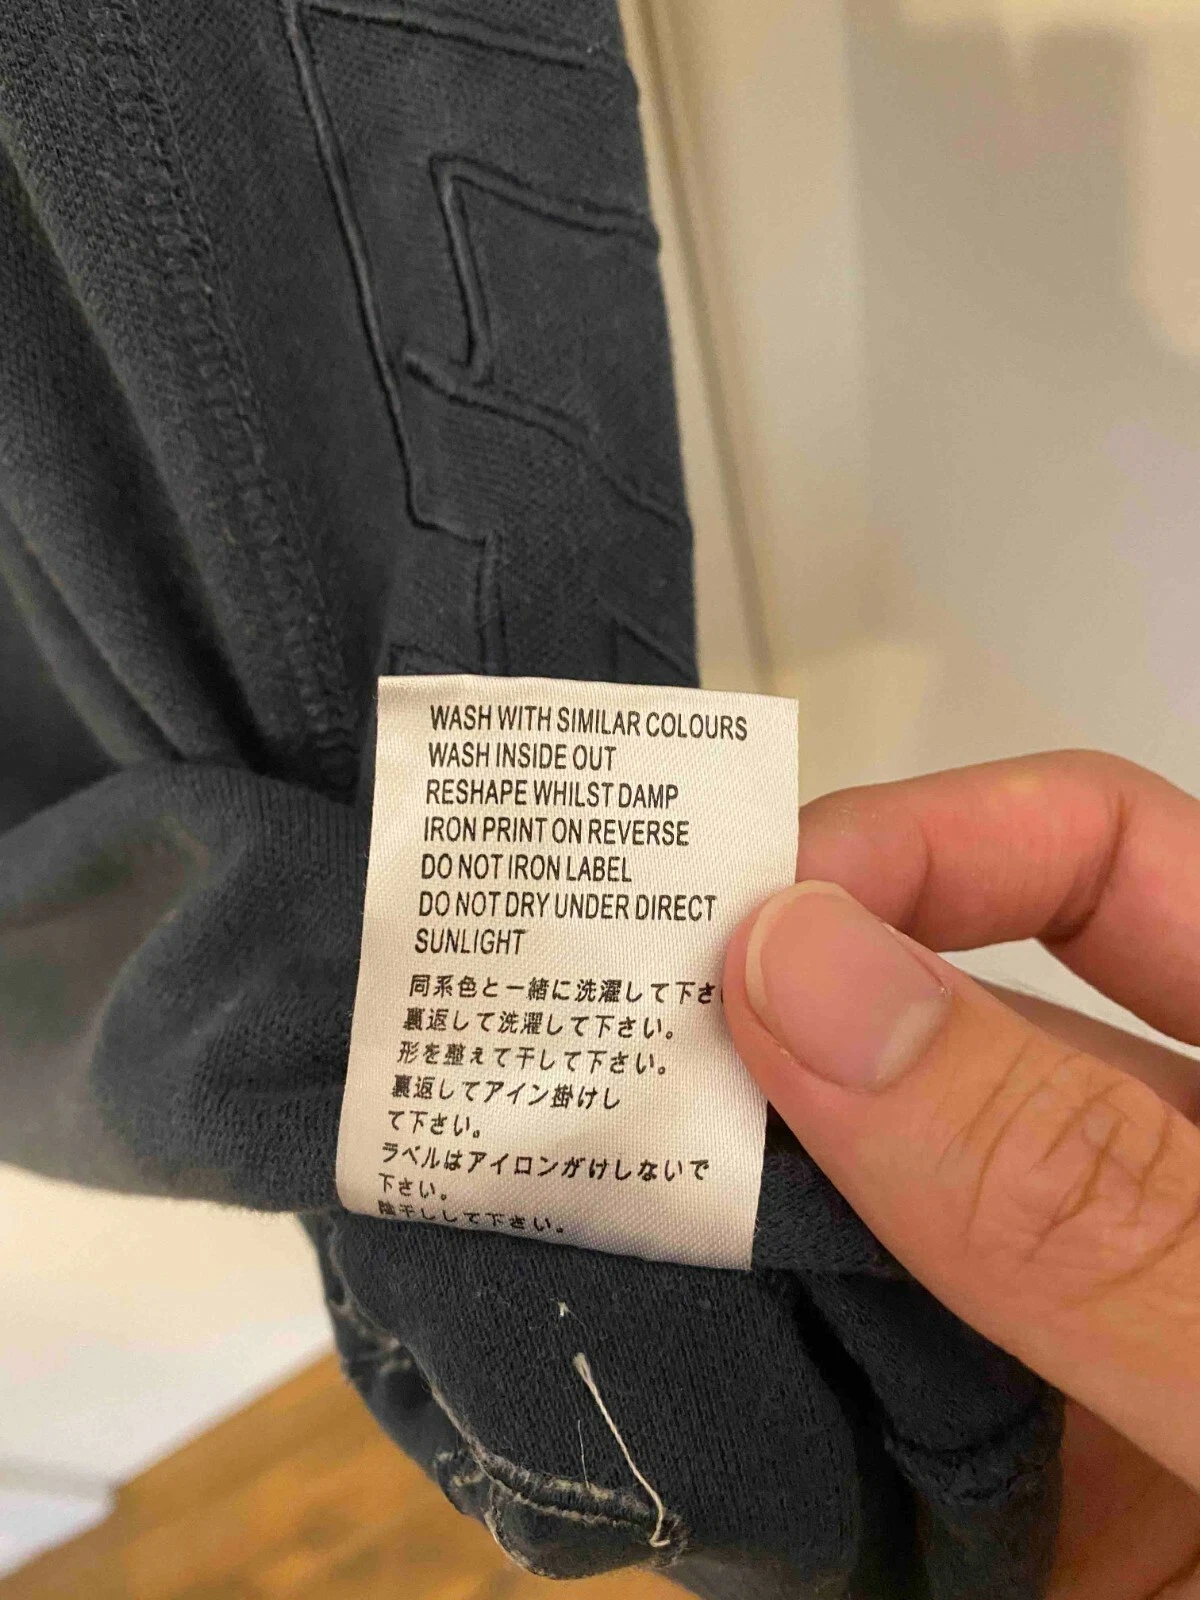 WASH WITH SIMILAR COLOURS
WASH INSIDE OUT
RESHAPE WHILST DAMP
IRON PRINT ON REVERSE
DO NOT IRON LABEL
DO NOT DRY UNDER DIRECT
SUNLIGHT
同系色と一緒に洗濯して下さ
裏返して洗濯して下さい。
形を整えて干して下さい。
裏返してアイン掛けし
て下さい。
ラベルはアイロンがけしないで
下さい。
陰干しして下さい。